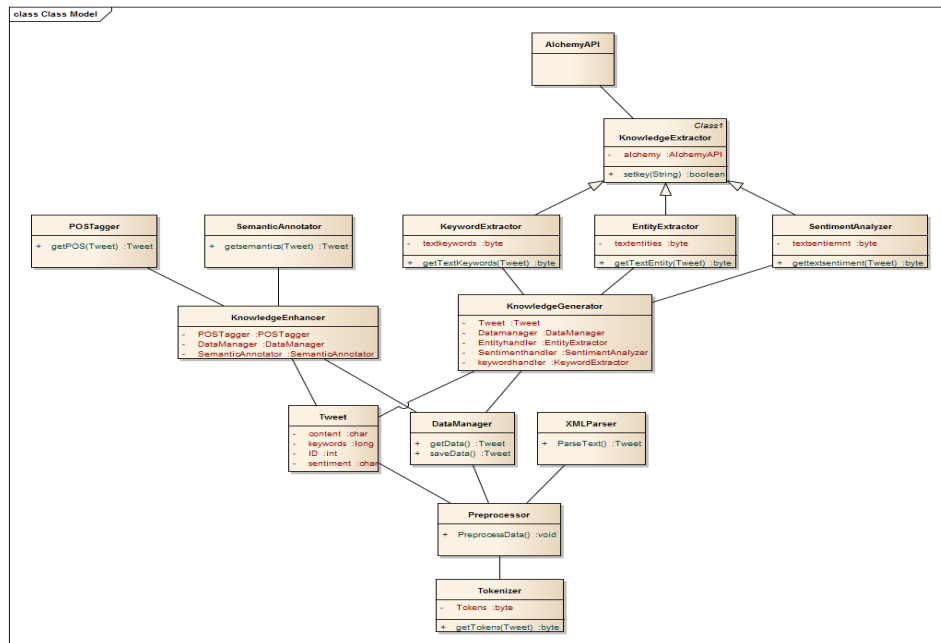 class Class Model
AlchemyAPI
Class1
KnowledgeExtractor
- alchemy :AlchemyAPI
+ setkey(String) :boolean
POSTagger
+ getPOS(Tweet) :Tweet
SemanticAnnotator
+ getsemantics(Tweet) :Tweet
KeywordExtractor
- textkeywords :byte
+ getTextKeywords(Tweet) :byte
EntityExtractor
- textentities :byte
+ getTextEntity(Tweet) :byte
SentimentAnalyzer
- textsentiemnt :byte
+ gettextsentiment(Tweet) :byte
KnowledgeEnhancer
- POSTagger :POSTagger
- DataManager :DataManager
- SemanticAnnotator :SemanticAnnotator
KnowledgeGenerator
- Tweet :Tweet
- Datamanager :DataManager
- Entityhandler :EntityExtractor
- Sentimenthandler :SentimentAnalyzer
- keywordhandler :KeywordExtractor
Tweet
- content :char
- keywords :long
- ID :int
- sentiment :char
DataManager
+ getData() :Tweet
+ saveData() :Tweet
XMLParser
+ ParseText() :Tweet
Preprocessor
+ PreprocessData() :void
Tokenizer
- Tokens :byte
+ getTokens(Tweet) :byte